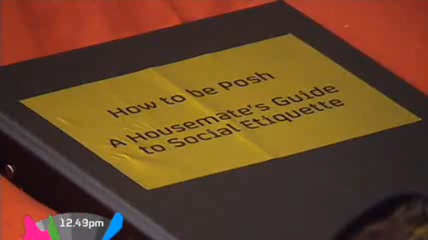 How to be Posh
A Housemate's Guide
to Social Etiquette
12.49pm